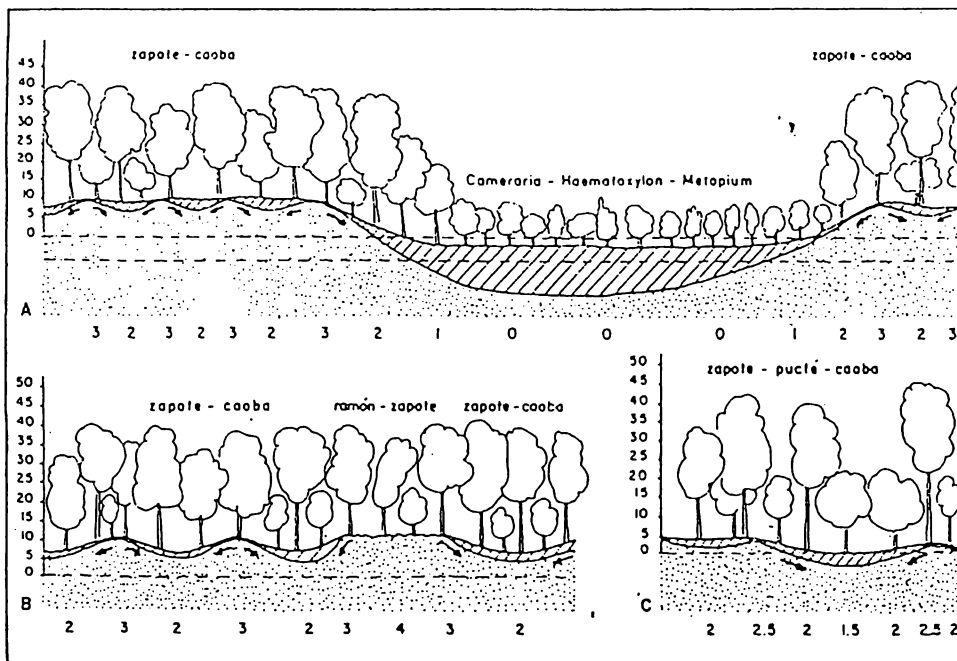 zapote - caoba
zapote - caoba
45
40
35
30
25
20
15
10
5
0
Cameraria - Haematoxylon - Metopium
A
3 2 3 2 3 2 3 2 1 0 0 0 1 2 3 2 3
50
45
40
35
30
25
20
15
10
5
0
zapote - caoba
ramón - zapote
zapote - caoba
B
2 3 2 3 2 3 4 3 2
50
45
40
35
30
25
20
15
10
5
0
zapote - pucté - caoba
C
2 2.5 2 1.5 2 2.5 2